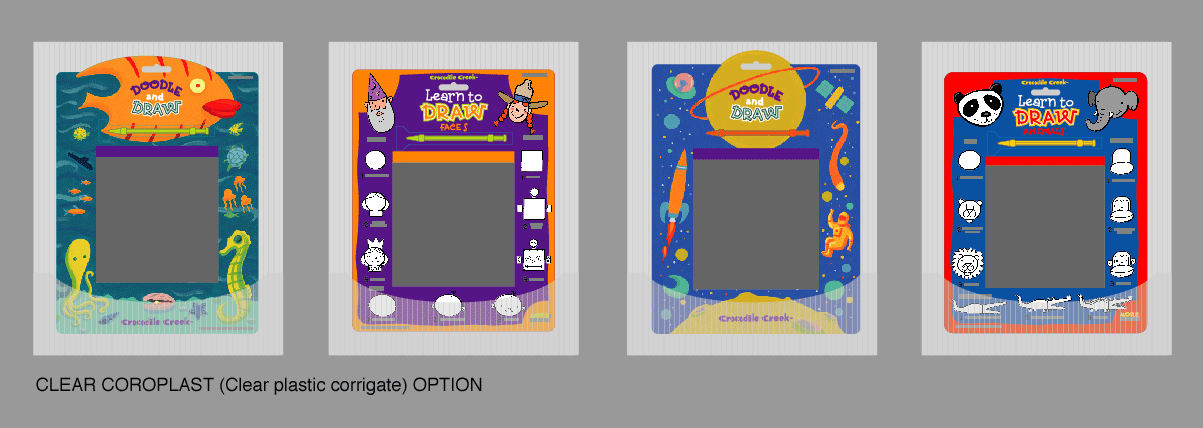 DOODLE
and
DRAW
Crocodile Creek
Crocodile Creek
Learn to
DRAW
FACES
DOODLE
and
DRAW
Crocodile Creek
Crocodile Creek
Learn to
DRAW
ANIMALS
MORE
CLEAR COROPLAST (Clear plastic corrigate) OPTION